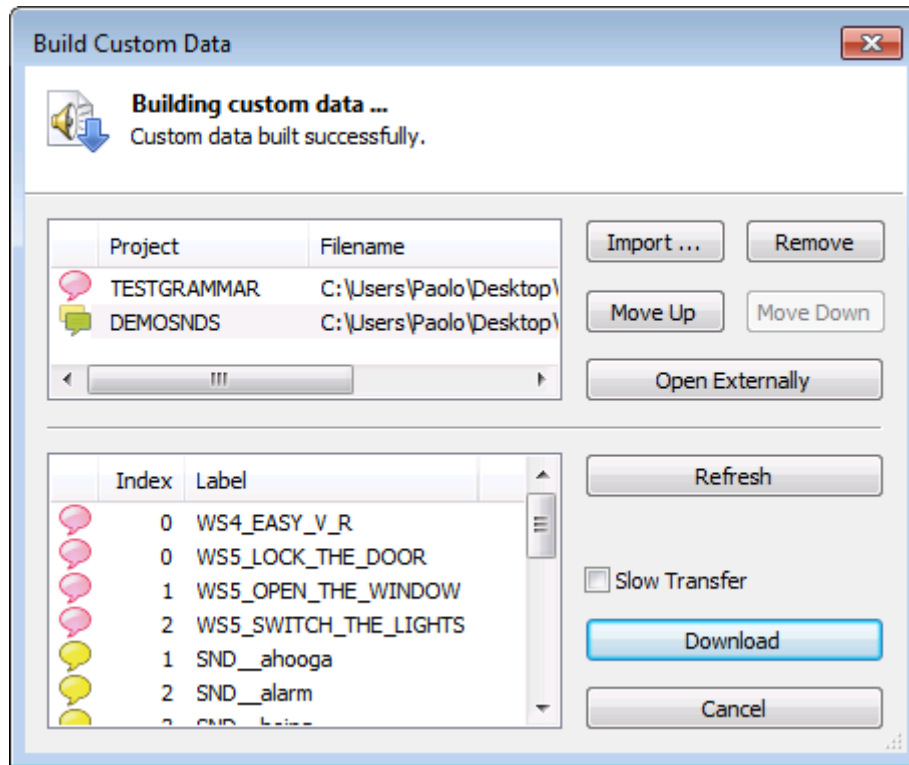 Build Custom Data
Building custom data ...
Custom data built successfully.
Project Filename
TESTGRAMMAR C:\Users\Paolo\Desktop\
DEMOSNDS C:\Users\Paolo\Desktop\
Import ... Remove
Move Up Move Down
Open Externally
Index Label
0 WS4_EASY_V_R
0 WS5_LOCK_THE_DOOR
1 WS5_OPEN_THE_WINDOW
2 WS5_SWITCH_THE_LIGHTS
1 SND__ahooga
2 SND__alarm
Refresh
Slow Transfer
Download
Cancel